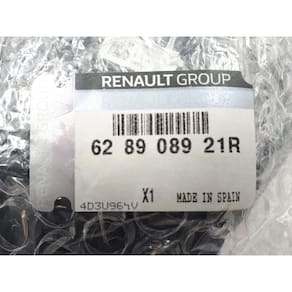 RENAULT GROUP
62 89 089 21R
X1 MADE IN SPAIN
4D3U964V